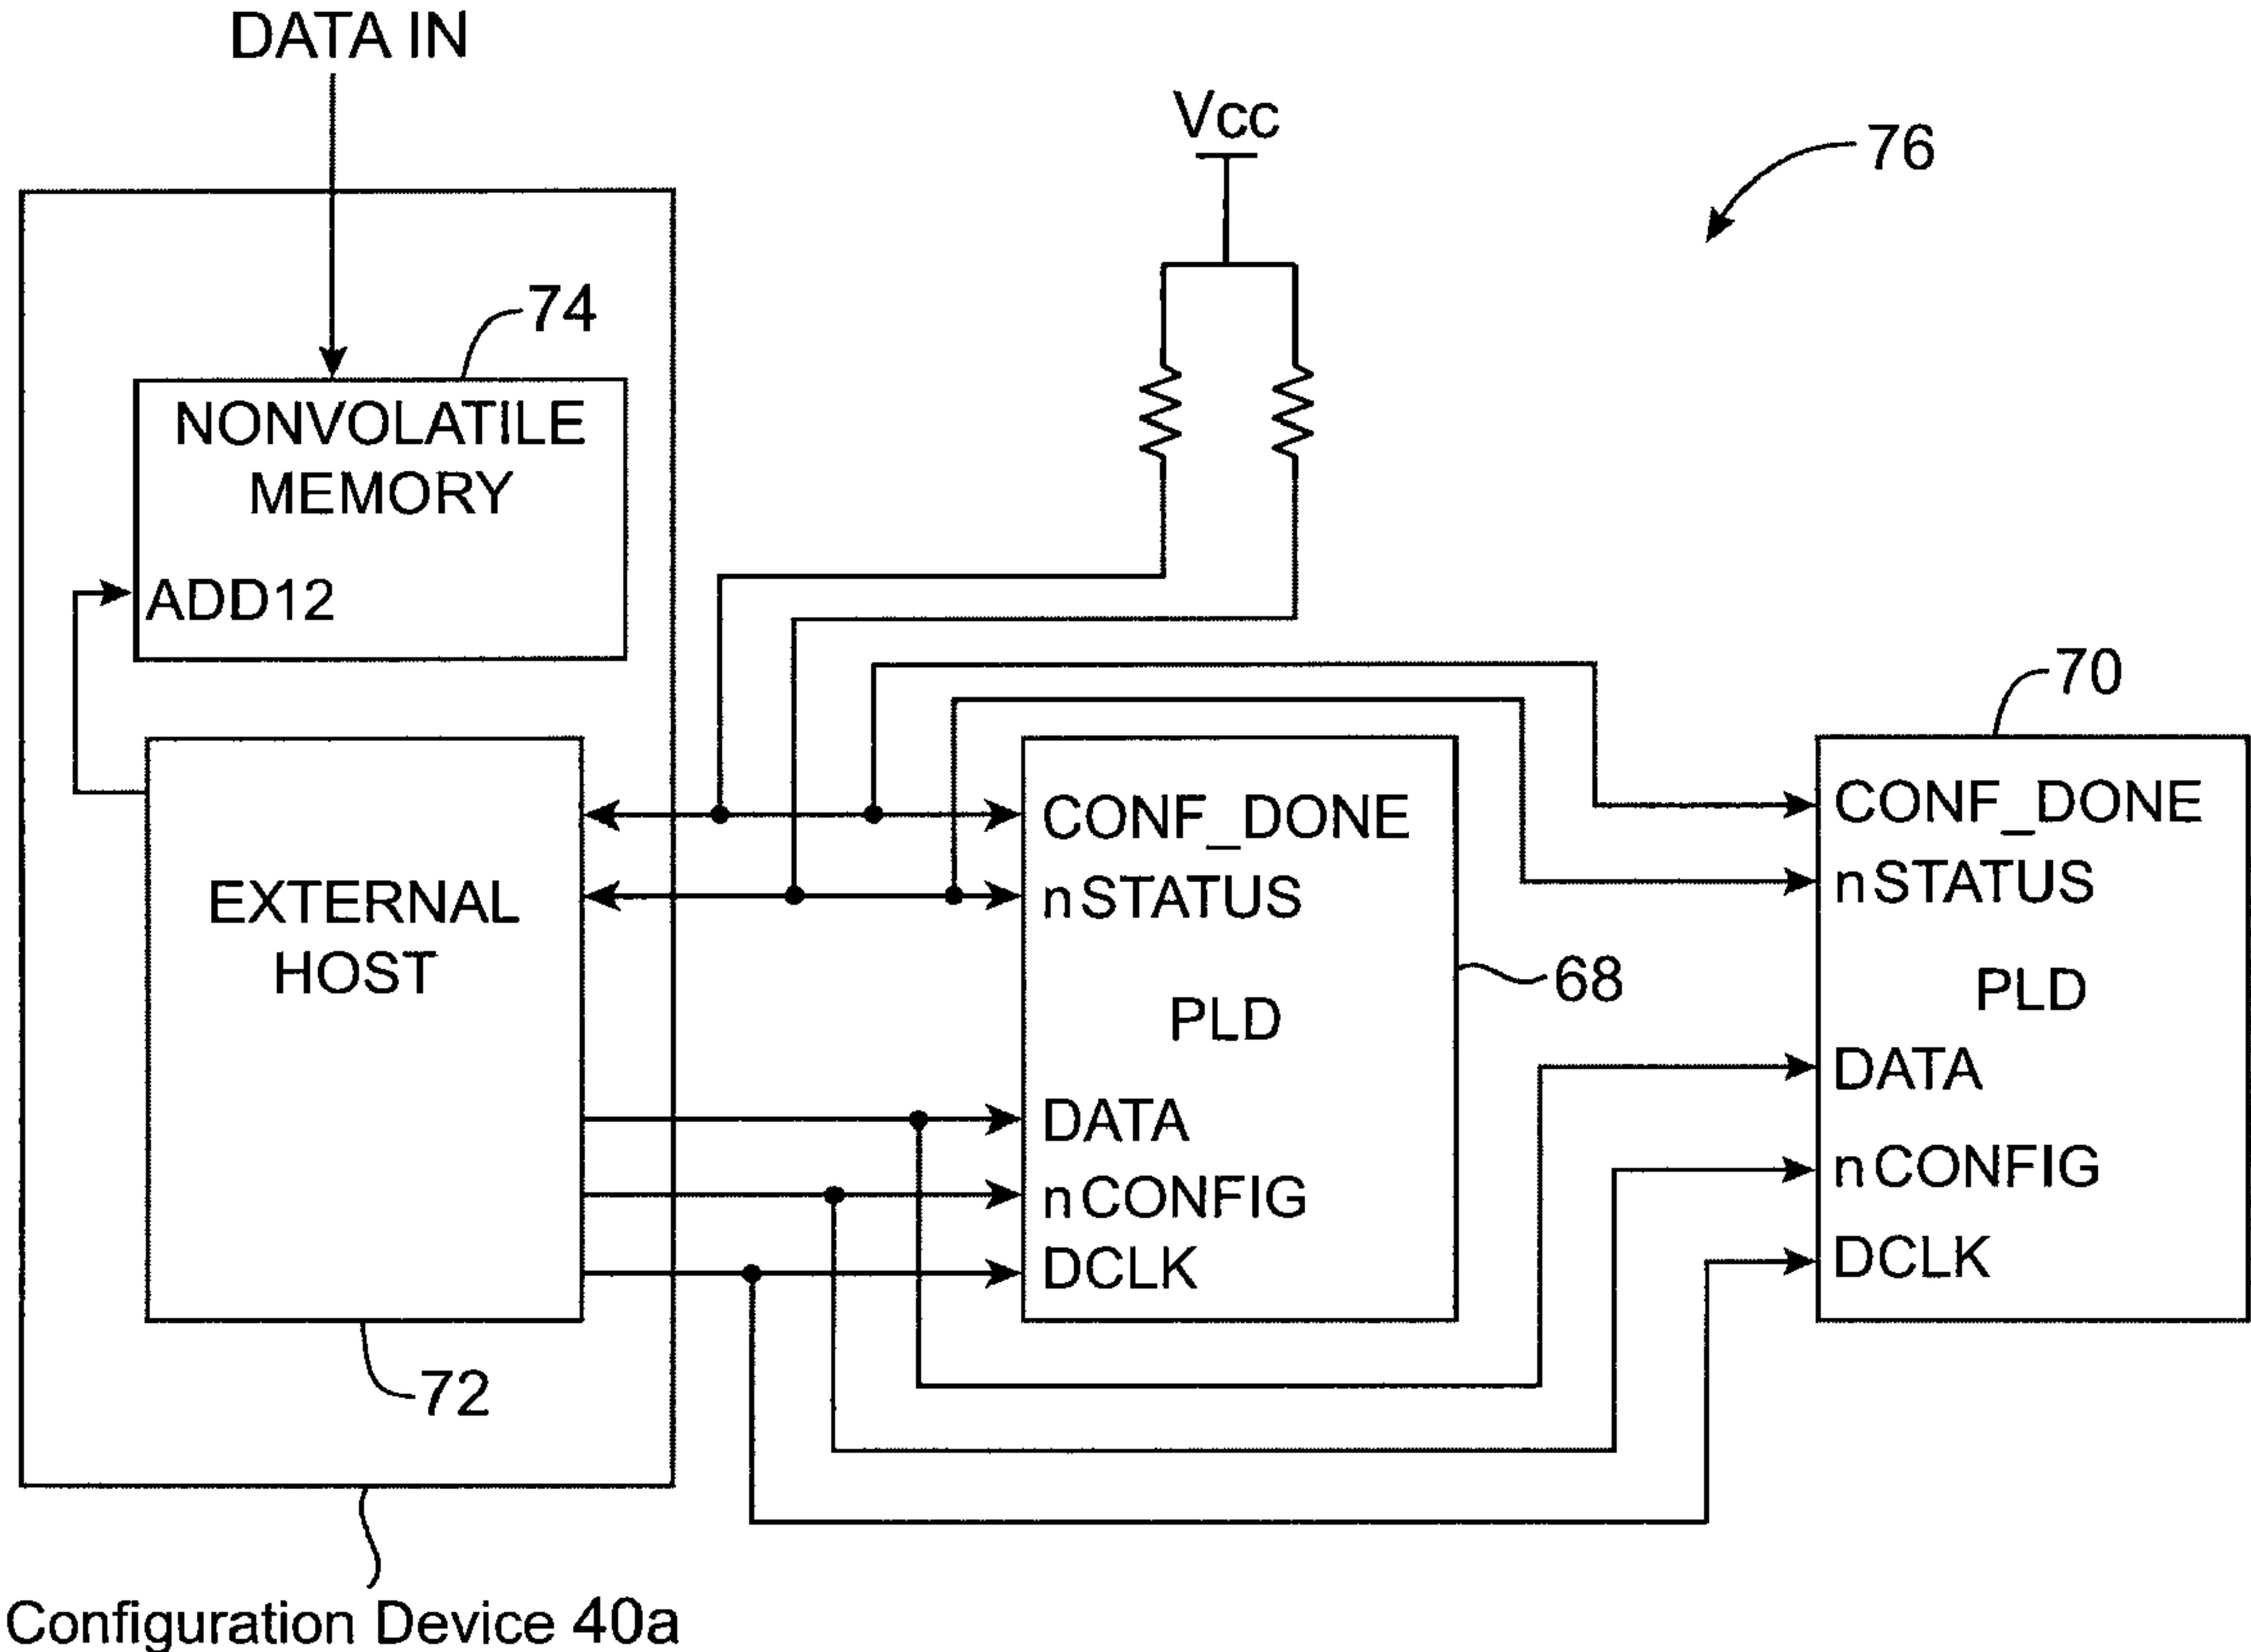 DATA IN
Vcc
76
74
NONVOLATILE
MEMORY
ADD12
EXTERNAL
HOST
72
Configuration Device 40a
CONF_DONE
nSTATUS
PLD
DATA
nCONFIG
DCLK
68
70
CONF_DONE
nSTATUS
PLD
DATA
nCONFIG
DCLK